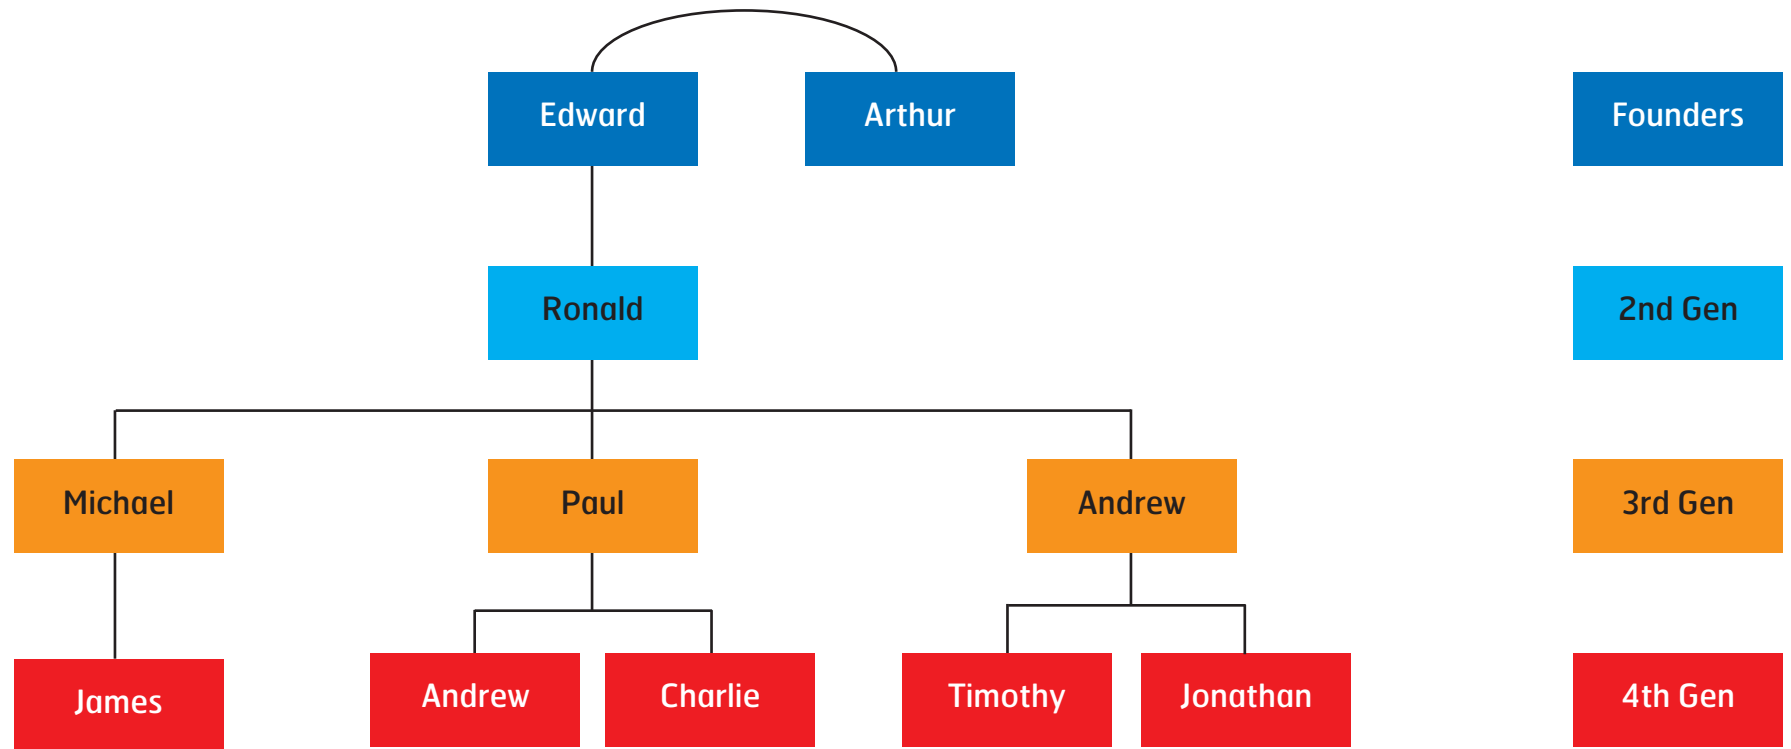 Edward
Arthur
Founders
Ronald
2nd Gen
Michael
Paul
Andrew
3rd Gen
James
Andrew
Charlie
Timothy
Jonathan
4th Gen